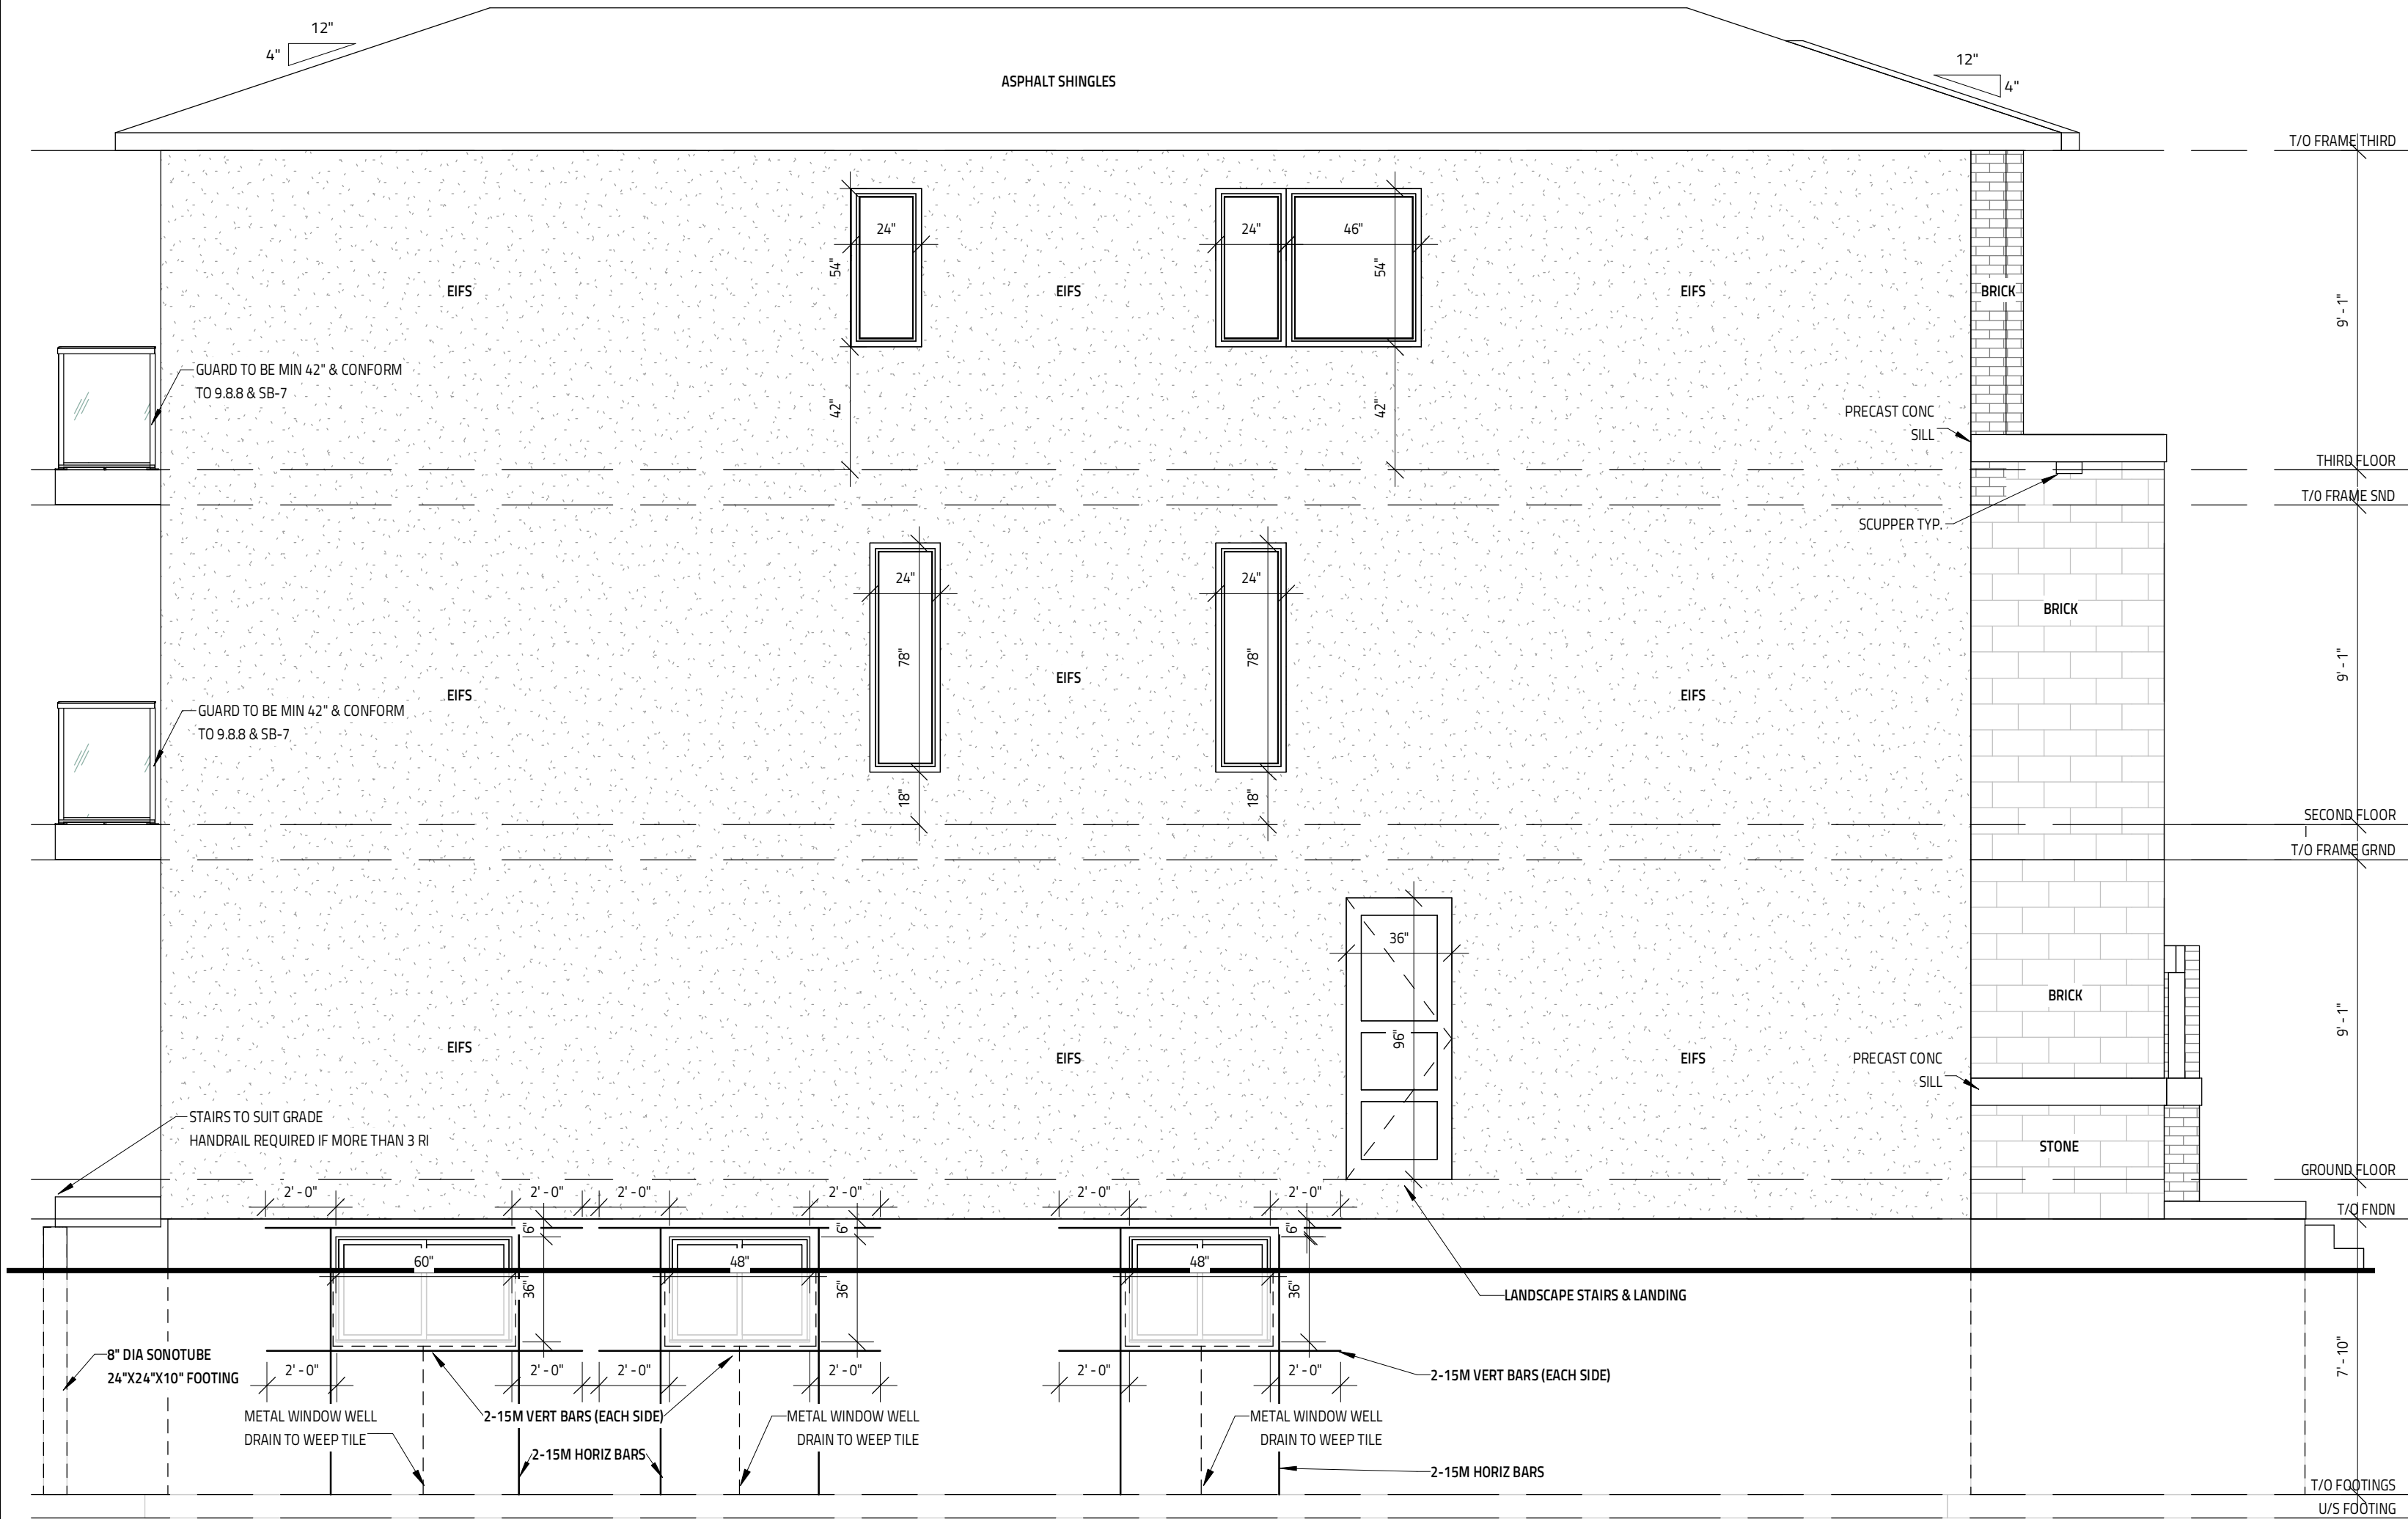 12"
4"
ASPHALT SHINGLES
12"
4"
T/O FRAME THIRD
24"
54"
24"
46"
54"
EIFS
EIFS
EIFS
BRICK
9' - 1"
GUARD TO BE MIN 42" & CONFORM
TO 9.8.8 & SB-7
42"
42"
PRECAST CONC
SILL
THIRD FLOOR
T/O FRAME SND
SCUPPER TYP.
24"
24"
BRICK
78"
78"
9' - 1"
EIFS
EIFS
EIFS
GUARD TO BE MIN 42" & CONFORM
TO 9.8.8 & SB-7
18"
18"
SECOND FLOOR
T/O FRAME GRND
36"
96"
BRICK
9' - 1"
EIFS
EIFS
EIFS
PRECAST CONC
SILL
STAIRS TO SUIT GRADE
HANDRAIL REQUIRED IF MORE THAN 3 RI
STONE
GROUND FLOOR
2' - 0"
2' - 0"
2' - 0"
2' - 0"
2' - 0"
2' - 0"
T/O FNDN
6"
6"
6"
60"
48"
48"
36"
36"
36"
LANDSCAPE STAIRS & LANDING
8" DIA SONOTUBE
24"X24"X10" FOOTING
2' - 0"
2' - 0"
2' - 0"
2' - 0"
2' - 0"
2' - 0"
2-15M VERT BARS (EACH SIDE)
7' - 10"
METAL WINDOW WELL
DRAIN TO WEEP TILE
2-15M VERT BARS (EACH SIDE)
METAL WINDOW WELL
DRAIN TO WEEP TILE
METAL WINDOW WELL
DRAIN TO WEEP TILE
2-15M HORIZ BARS
2-15M HORIZ BARS
T/O FOOTINGS
U/S FOOTING